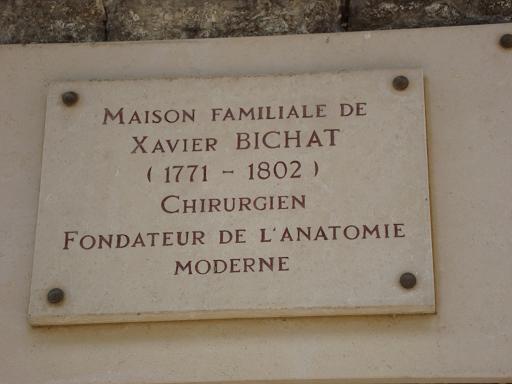 MAISON FAMILIALE DE
XAVIER BICHAT
( 1771 - 1802 )
CHIRURGIEN
FONDATEUR DE L'ANATOMIE
MODERNE